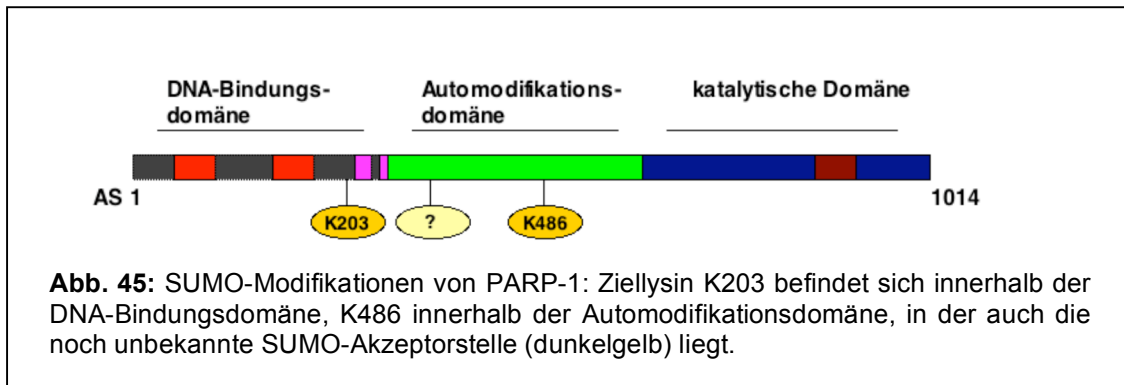 DNA-Bindungs-
domäne
Automodifikations-
domäne
katalytische Domäne
AS 1
1014
K203
?
K486
Abb. 45: SUMO-Modifikationen von PARP-1: Ziellysin K203 befindet sich innerhalb der
DNA-Bindungsdomäne, K486 innerhalb der Automodifikationsdomäne, in der auch die
noch unbekannte SUMO-Akzeptorstelle (dunkelgelb) liegt.